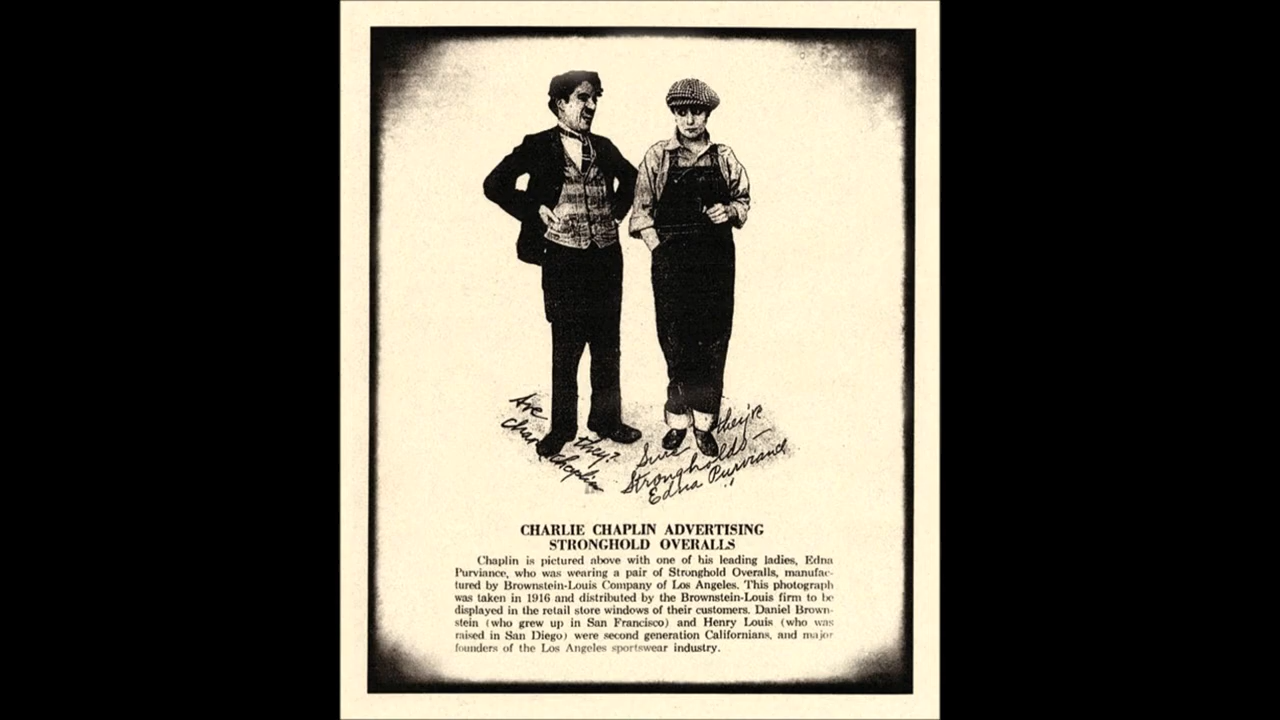 Are they?
Charlie Chaplin
Sure they're
Strongholds —
Edna Purviance
CHARLIE CHAPLIN ADVERTISING
STRONGHOLD OVERALLS
Chaplin is pictured above with one of his leading ladies, Edna
Purviance, who was wearing a pair of Stronghold Overalls, manufac-
tured by Brownstein-Louis Company of Los Angeles. This photograph
was taken in 1916 and distributed by the Brownstein-Louis firm to be
displayed in the retail store windows of their customers. Daniel Brown-
stein (who grew up in San Francisco) and Henry Louis (who was
raised in San Diego) were second generation Californians, and major
founders of the Los Angeles sportswear industry.